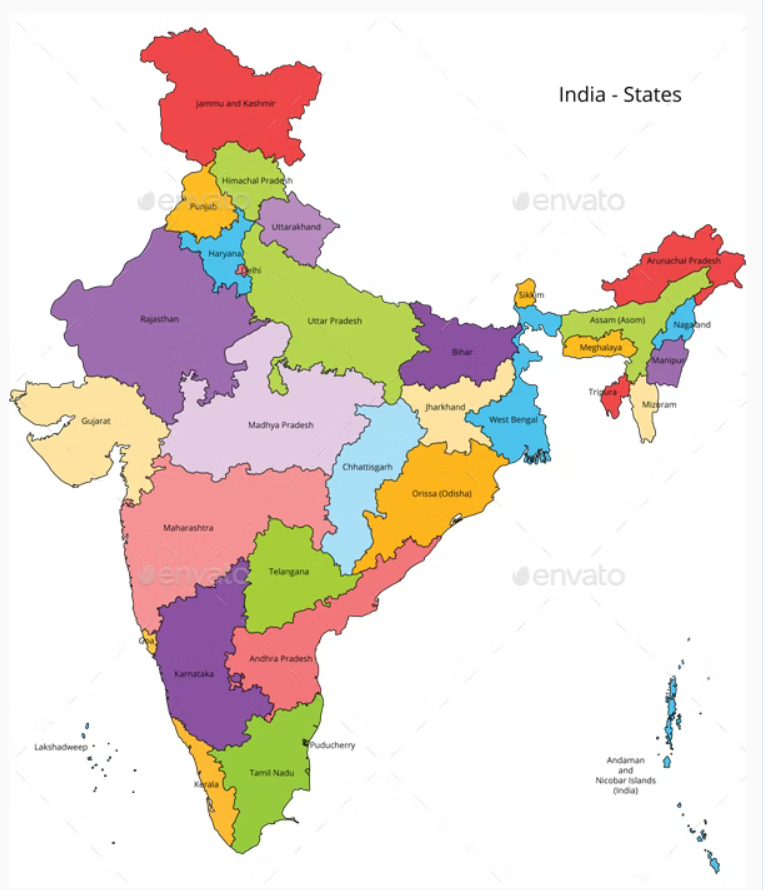 India - States
Jammu and Kashmir
Himachal Pradesh
Punjab
envato
envato
Uttarakhand
Haryana
Delhi
Arunachal Pradesh
Sikkim
Rajasthan
Uttar Pradesh
Assam (Asom)
Nagaland
Bihar
Meghalaya
Manipur
Tripura
Mizoram
Jharkhand
Gujarat
Madhya Pradesh
West Bengal
Chhattisgarh
Orissa (Odisha)
Maharashtra
Telangana
envato
envato
Goa
Andhra Pradesh
Karnataka
Lakshadweep
Puducherry
Tamil Nadu
Kerala
Andaman
and
Nicobar Islands
(India)